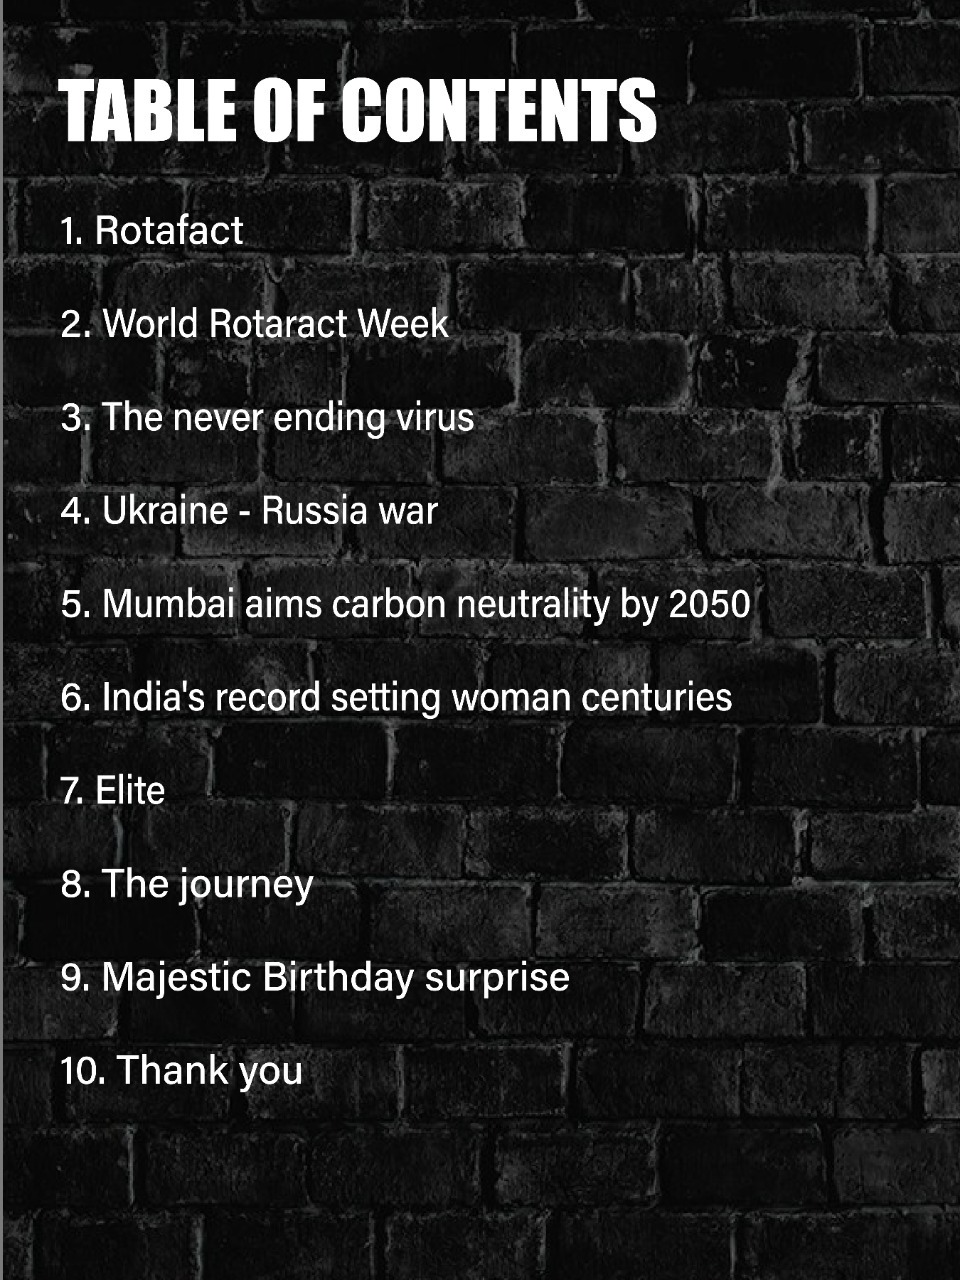 TABLE OF CONTENTS
1. Rotafact
2. World Rotaract Week
3. The never ending virus
4. Ukraine - Russia war
5. Mumbai aims carbon neutrality by 2050
6. India's record setting woman centuries
7. Elite
8. The journey
9. Majestic Birthday surprise
10. Thank you